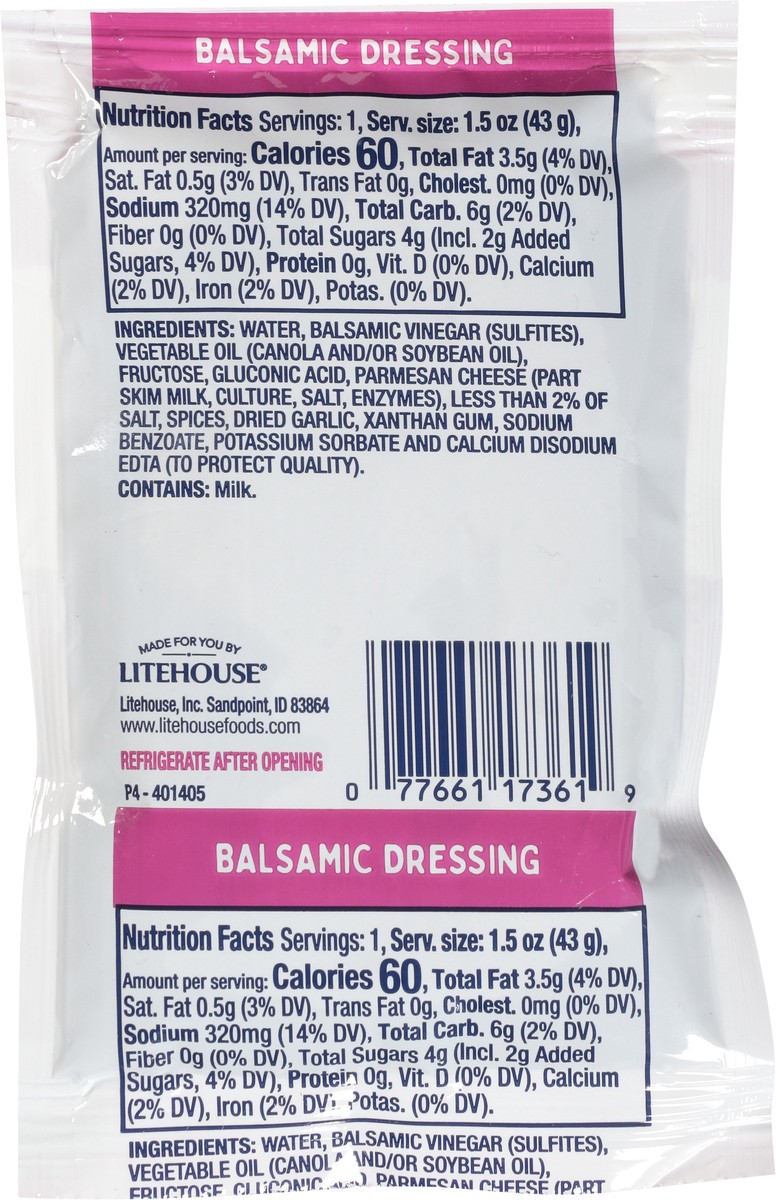 BALSAMIC DRESSING
Nutrition Facts Servings: 1, Serv. size: 1.5 oz (43 g),
Amount per serving: Calories 60, Total Fat 3.5g (4% DV),
Sat. Fat 0.5g (3% DV), Trans Fat 0g, Cholest. 0mg (0% DV),
Sodium 320mg (14% DV), Total Carb. 6g (2% DV),
Fiber 0g (0% DV), Total Sugars 4g (Incl. 2g Added
Sugars, 4% DV), Protein 0g, Vit. D (0% DV), Calcium
(2% DV), Iron (2% DV), Potas. (0% DV).
INGREDIENTS: WATER, BALSAMIC VINEGAR (SULFITES),
VEGETABLE OIL (CANOLA AND/OR SOYBEAN OIL),
FRUCTOSE, GLUCONIC ACID, PARMESAN CHEESE (PART
SKIM MILK, CULTURE, SALT, ENZYMES), LESS THAN 2% OF
SALT, SPICES, DRIED GARLIC, XANTHAN GUM, SODIUM
BENZOATE, POTASSIUM SORBATE AND CALCIUM DISODIUM
EDTA (TO PROTECT QUALITY).
CONTAINS: Milk.
MADE FOR YOU BY
LITEHOUSE®
Litehouse, Inc. Sandpoint, ID 83864
www.litehousefoods.com
REFRIGERATE AFTER OPENING
P4 - 401405
0 77661 17361 9
BALSAMIC DRESSING
Nutrition Facts Servings: 1, Serv. size: 1.5 oz (43 g),
Amount per serving: Calories 60, Total Fat 3.5g (4% DV),
Sat. Fat 0.5g (3% DV), Trans Fat 0g, Cholest. 0mg (0% DV),
Sodium 320mg (14% DV), Total Carb. 6g (2% DV),
Fiber 0g (0% DV), Total Sugars 4g (Incl. 2g Added
Sugars, 4% DV), Protein 0g, Vit. D (0% DV), Calcium
(2% DV), Iron (2% DV), Potas. (0% DV).
INGREDIENTS: WATER, BALSAMIC VINEGAR (SULFITES),
VEGETABLE OIL (CANOLA AND/OR SOYBEAN OIL),
FRUCTOSE, GLUCONIC PARMESAN CHEESE (PART